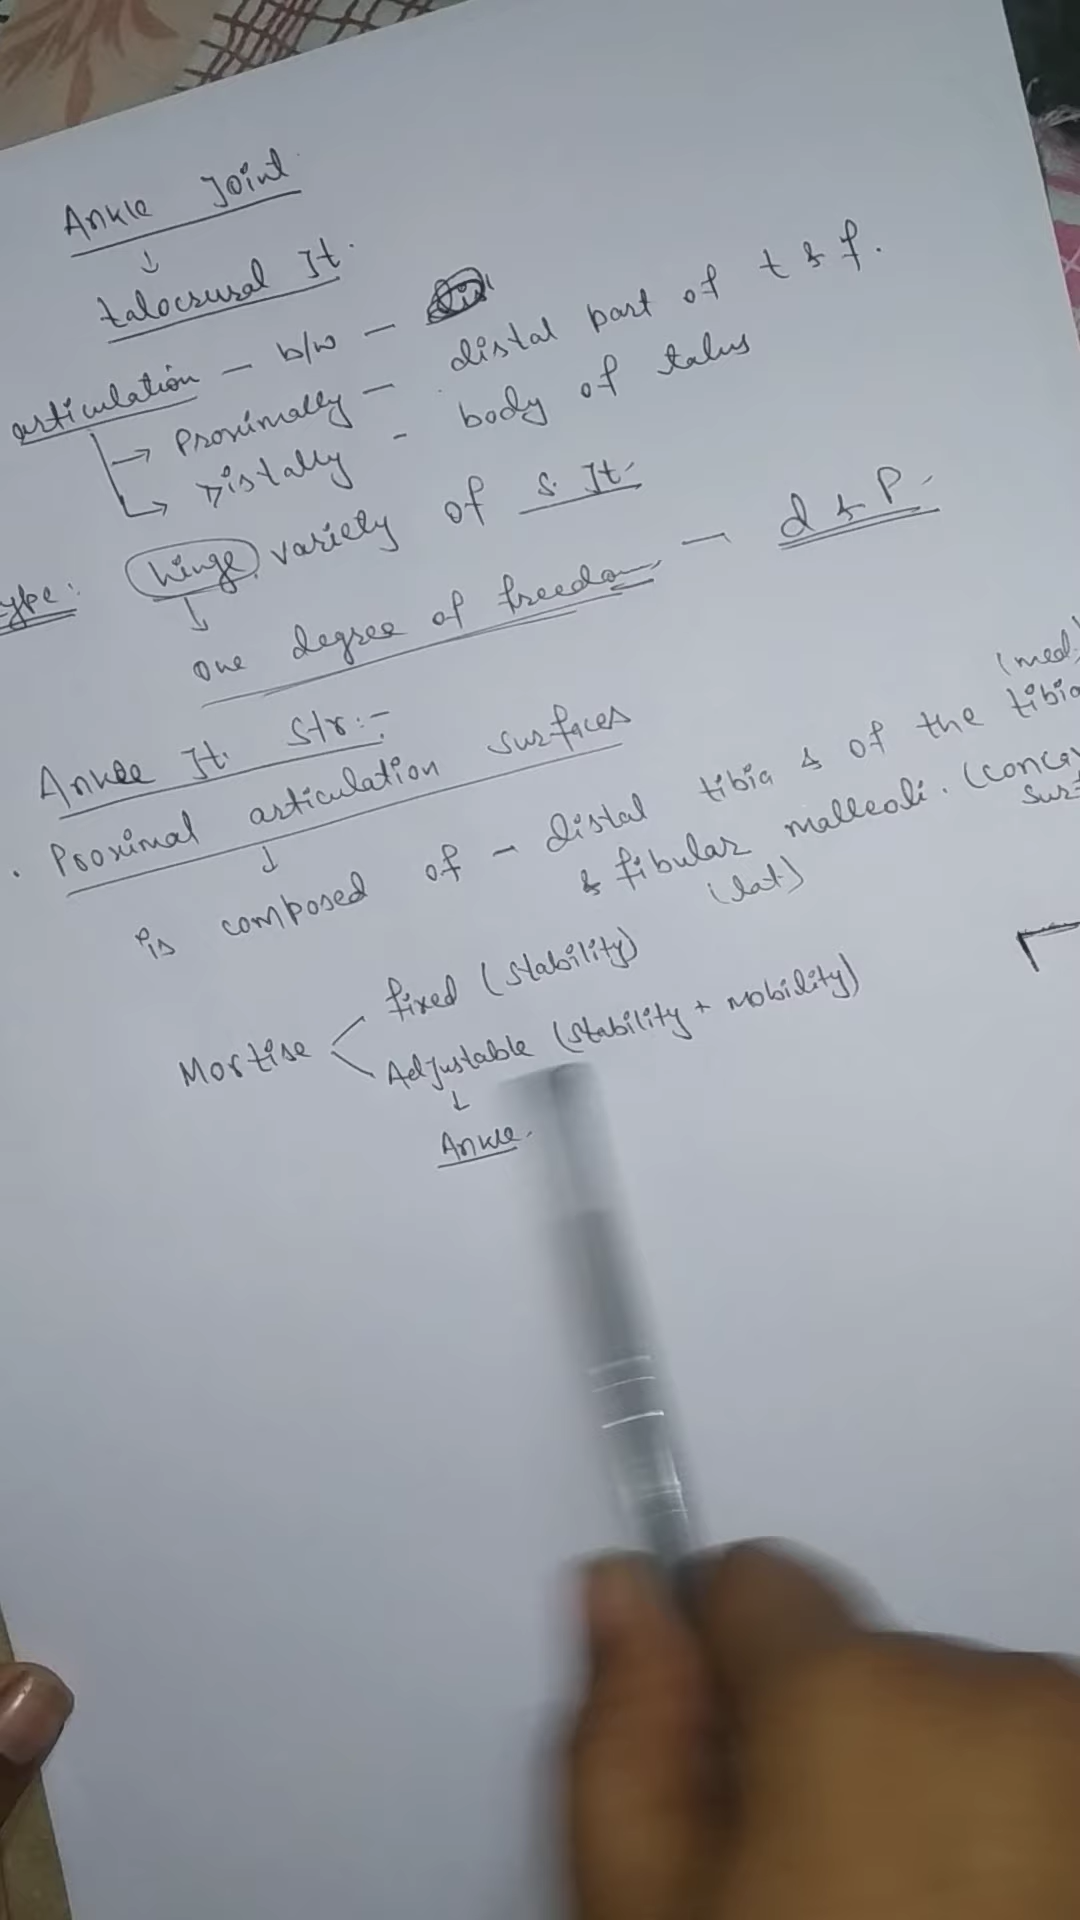 Ankle Joint
↓
talocrural Jt.
articulation - b/w -
→ Proximally - distal part of t & f.
→ Distally - body of talus
ype: hinge variety of s. Jt.
↓
one degree of freedom - d & P.
Ankle Jt. Str:-
. Proximal articulation surfaces
↓
(med.)
is composed of - distal tibia & of the tibia
& fibular malleoli. (conca
(lat)
sur
Mortise < fixed (stability)
Adjustable (stability + mobility)
↓
Ankle.